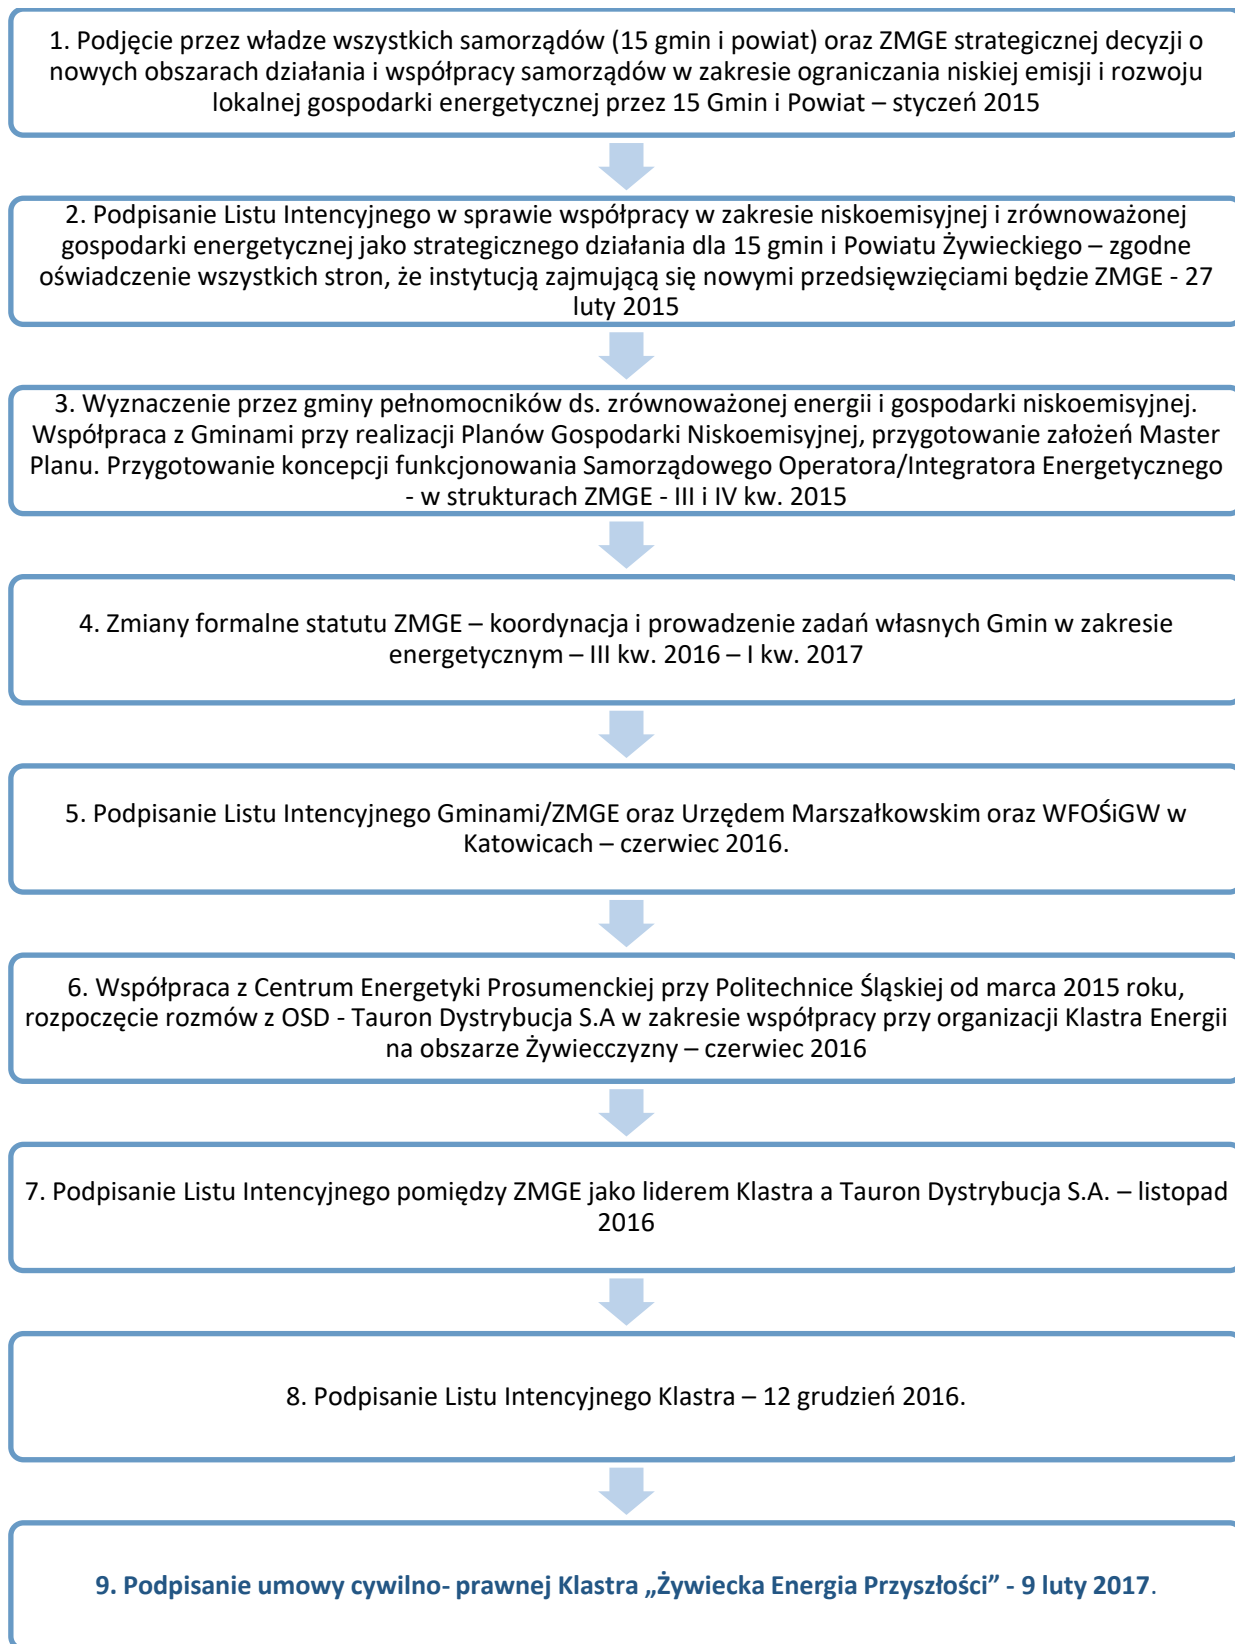 1. Podjęcie przez władze wszystkich samorządów (15 gmin i powiat) oraz ZMGE strategicznej decyzji o
nowych obszarach działania i współpracy samorządów w zakresie ograniczania niskiej emisji i rozwoju
lokalnej gospodarki energetycznej przez 15 Gmin i Powiat – styczeń 2015
2. Podpisanie Listu Intencyjnego w sprawie współpracy w zakresie niskoemisyjnej i zrównoważonej
gospodarki energetycznej jako strategicznego działania dla 15 gmin i Powiatu Żywieckiego – zgodne
oświadczenie wszystkich stron, że instytucją zajmującą się nowymi przedsięwzięciami będzie ZMGE - 27
luty 2015
3. Wyznaczenie przez gminy pełnomocników ds. zrównoważonej energii i gospodarki niskoemisyjnej.
Współpraca z Gminami przy realizacji Planów Gospodarki Niskoemisyjnej, przygotowanie założeń Master
Planu. Przygotowanie koncepcji funkcjonowania Samorządowego Operatora/Integratora Energetycznego
- w strukturach ZMGE - III i IV kw. 2015
4. Zmiany formalne statutu ZMGE – koordynacja i prowadzenie zadań własnych Gmin w zakresie
energetycznym – III kw. 2016 – I kw. 2017
5. Podpisanie Listu Intencyjnego Gminami/ZMGE oraz Urzędem Marszałkowskim oraz WFOŚiGW w
Katowicach – czerwiec 2016.
6. Współpraca z Centrum Energetyki Prosumenckiej przy Politechnice Śląskiej od marca 2015 roku,
rozpoczęcie rozmów z OSD - Tauron Dystrybucja S.A w zakresie współpracy przy organizacji Klastra Energii
na obszarze Żywiecczyzny – czerwiec 2016
7. Podpisanie Listu Intencyjnego pomiędzy ZMGE jako liderem Klastra a Tauron Dystrybucja S.A. – listopad
2016
8. Podpisanie Listu Intencyjnego Klastra – 12 grudzień 2016.
9. Podpisanie umowy cywilno- prawnej Klastra „Żywiecka Energia Przyszłości” - 9 luty 2017.